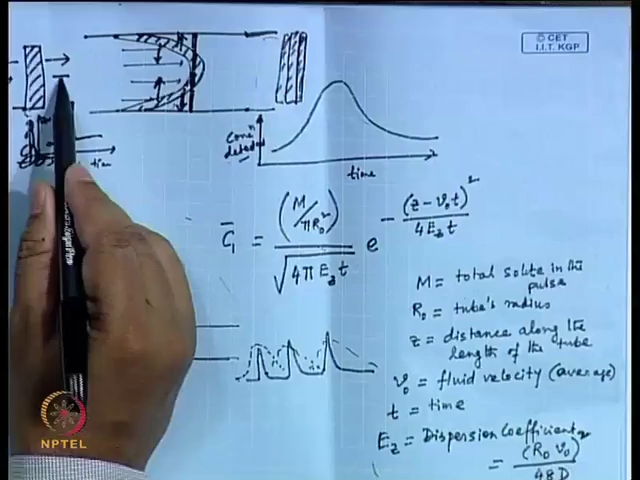 © CET
I.I.T. KGP
Concn
detected
time
tim
C̄₁ = (M/πR₀²) / √(4πE_z t) e^ −(z − v₀t)²/(4E_z t)
M = total solute in the
pulse
R₀ = tube's radius
z = distance along the
length of the tube
v₀ = fluid velocity (average)
t = time
E_z = Dispersion Coefficient
= (R₀ v₀)²/48D
NPTEL